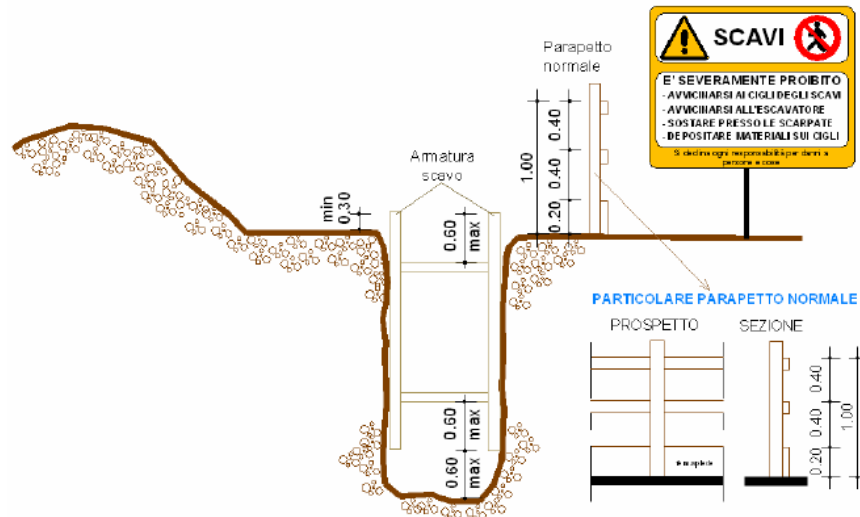 SCAVI
E' SEVERAMENTE PROIBITO
- AVVICINARSI AI CIGLI DEGLI SCAVI
- AVVICINARSI ALL'ESCAVATORE
- SOSTARE PRESSO LE SCARPATE
- DEPOSITARE MATERIALI SUI CIGLI
Si declina ogni responsabilità per danni a
persone e cose
Parapetto
normale
1.00
0.40
0.40
0.20
Armatura
scavo
min
0.30
0.60
max
0.60
max
0.60
max
PARTICOLARE PARAPETTO NORMALE
PROSPETTO
SEZIONE
0.40
0.40
0.20
1.00